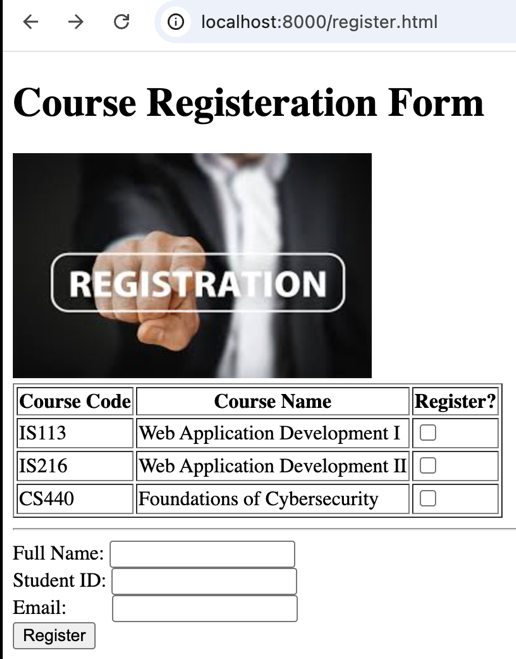 localhost:8000/register.html
Course Registeration Form
REGISTRATION
Course Code Course Name Register?
IS113 Web Application Development I
IS216 Web Application Development II
CS440 Foundations of Cybersecurity
Full Name:
Student ID:
Email:
Register